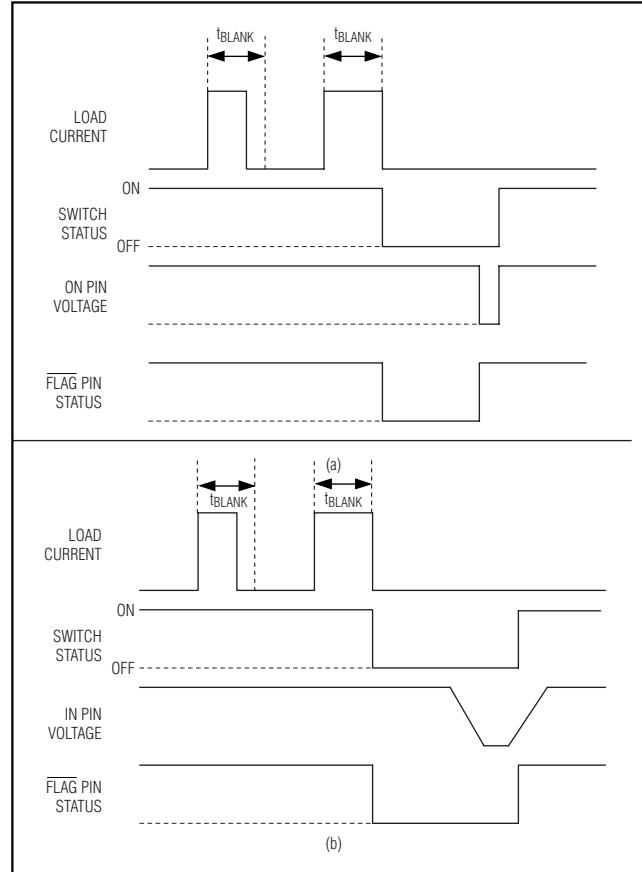 tBLANK tBLANK
LOAD
CURRENT
ON
SWITCH
STATUS
OFF
ON PIN
VOLTAGE
FLAG PIN
STATUS
(a)
tBLANK tBLANK
LOAD
CURRENT
ON
SWITCH
STATUS
OFF
IN PIN
VOLTAGE
FLAG PIN
STATUS
(b)